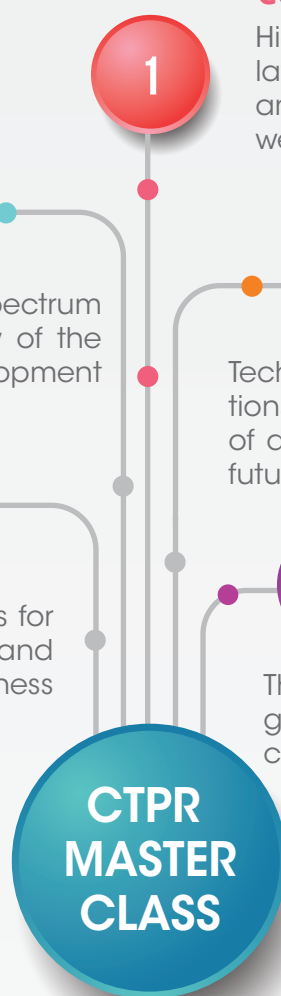 1
Hi
la
ar
we
pectrum
of the
opment
Tech
tion
of
futu
s for
and
ness
Th
g
c
CTPR
MASTER
CLASS